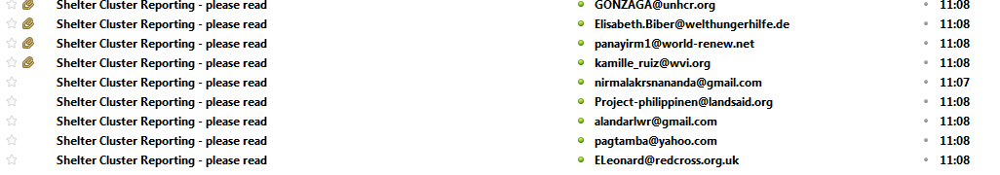 Shelter Cluster Reporting - please read GONZAGA@unhcr.org 11:08
Shelter Cluster Reporting - please read Elisabeth.Biber@welthungerhilfe.de 11:08
Shelter Cluster Reporting - please read panayirm1@world-renew.net 11:08
Shelter Cluster Reporting - please read kamille_ruiz@wvi.org 11:08
Shelter Cluster Reporting - please read nirmalakrsnananda@gmail.com 11:07
Shelter Cluster Reporting - please read Project-philippinen@landsaid.org 11:08
Shelter Cluster Reporting - please read alandarlwr@gmail.com 11:08
Shelter Cluster Reporting - please read pagtamba@yahoo.com 11:08
Shelter Cluster Reporting - please read ELeonard@redcross.org.uk 11:08